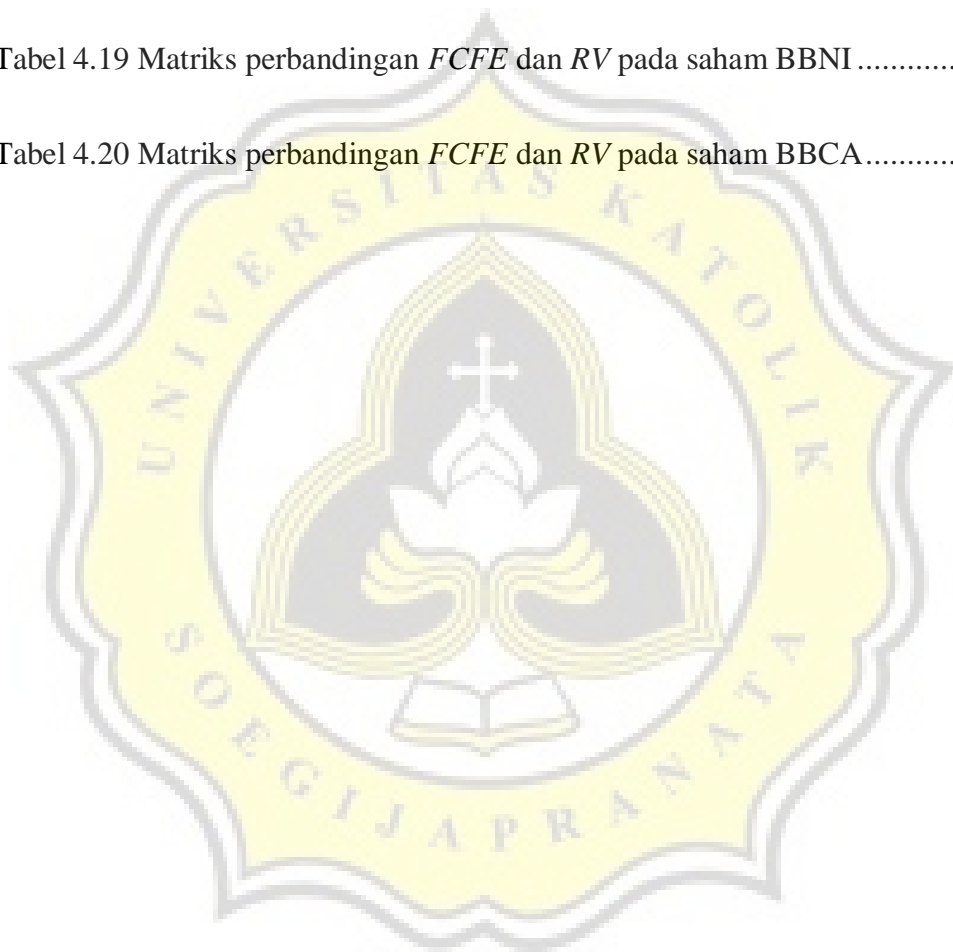 Tabel 4.19 Matriks perbandingan FCFE dan RV pada saham BBNI ............
Tabel 4.20 Matriks perbandingan FCFE dan RV pada saham BBCA............
UNIVERSITAS KATOLIK
SOEGIJAPRANATA